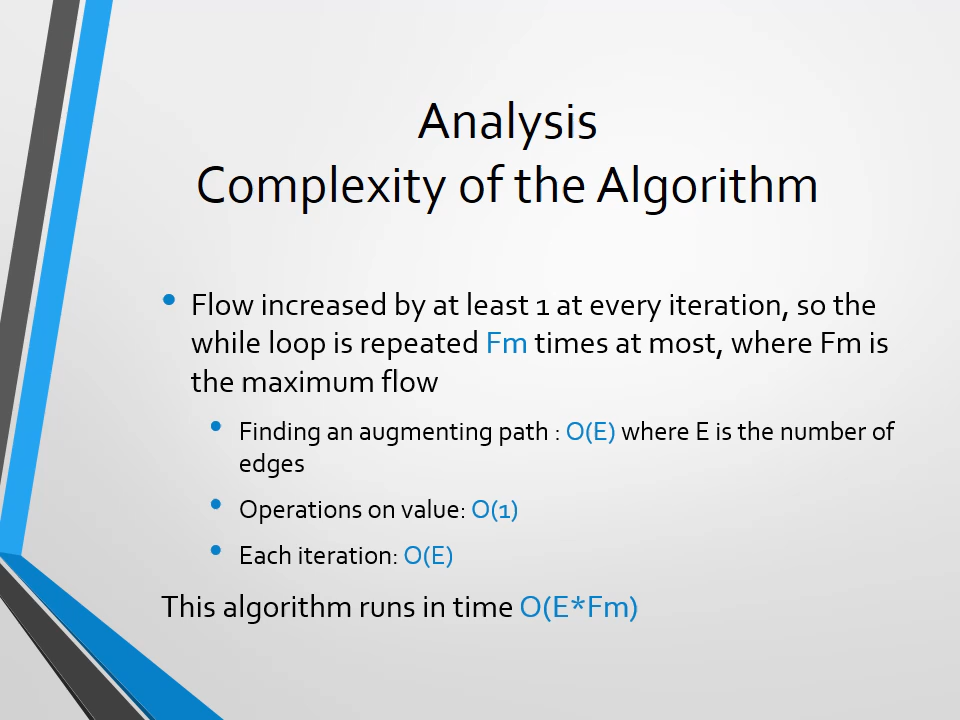 Analysis
Complexity of the Algorithm
• Flow increased by at least 1 at every iteration, so the
while loop is repeated Fm times at most, where Fm is
the maximum flow
• Finding an augmenting path : O(E) where E is the number of
edges
• Operations on value: O(1)
• Each iteration: O(E)
This algorithm runs in time O(E*Fm)